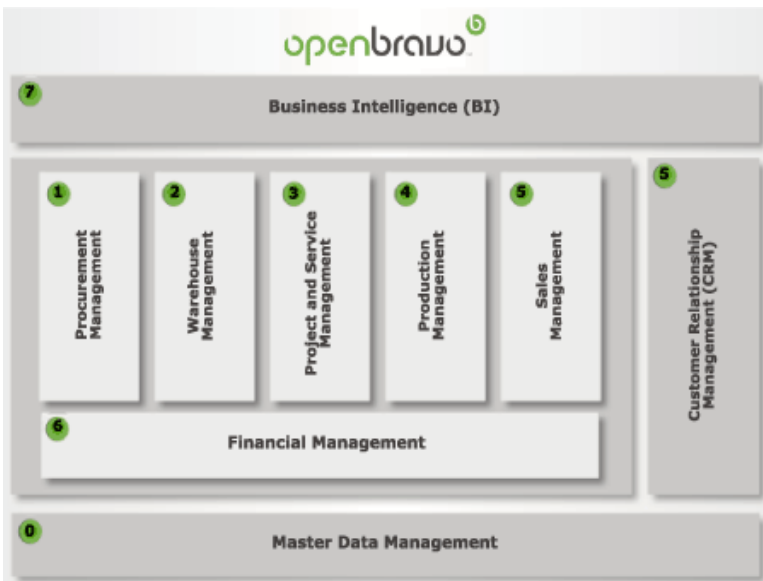 openbravo
b
7
Business Intelligence (BI)
1
Procurement
Management
2
Warehouse
Management
3
Project and Service
Management
4
Production
Management
5
Sales
Management
5
Customer Relationship
Management (CRM)
6
Financial Management
0
Master Data Management